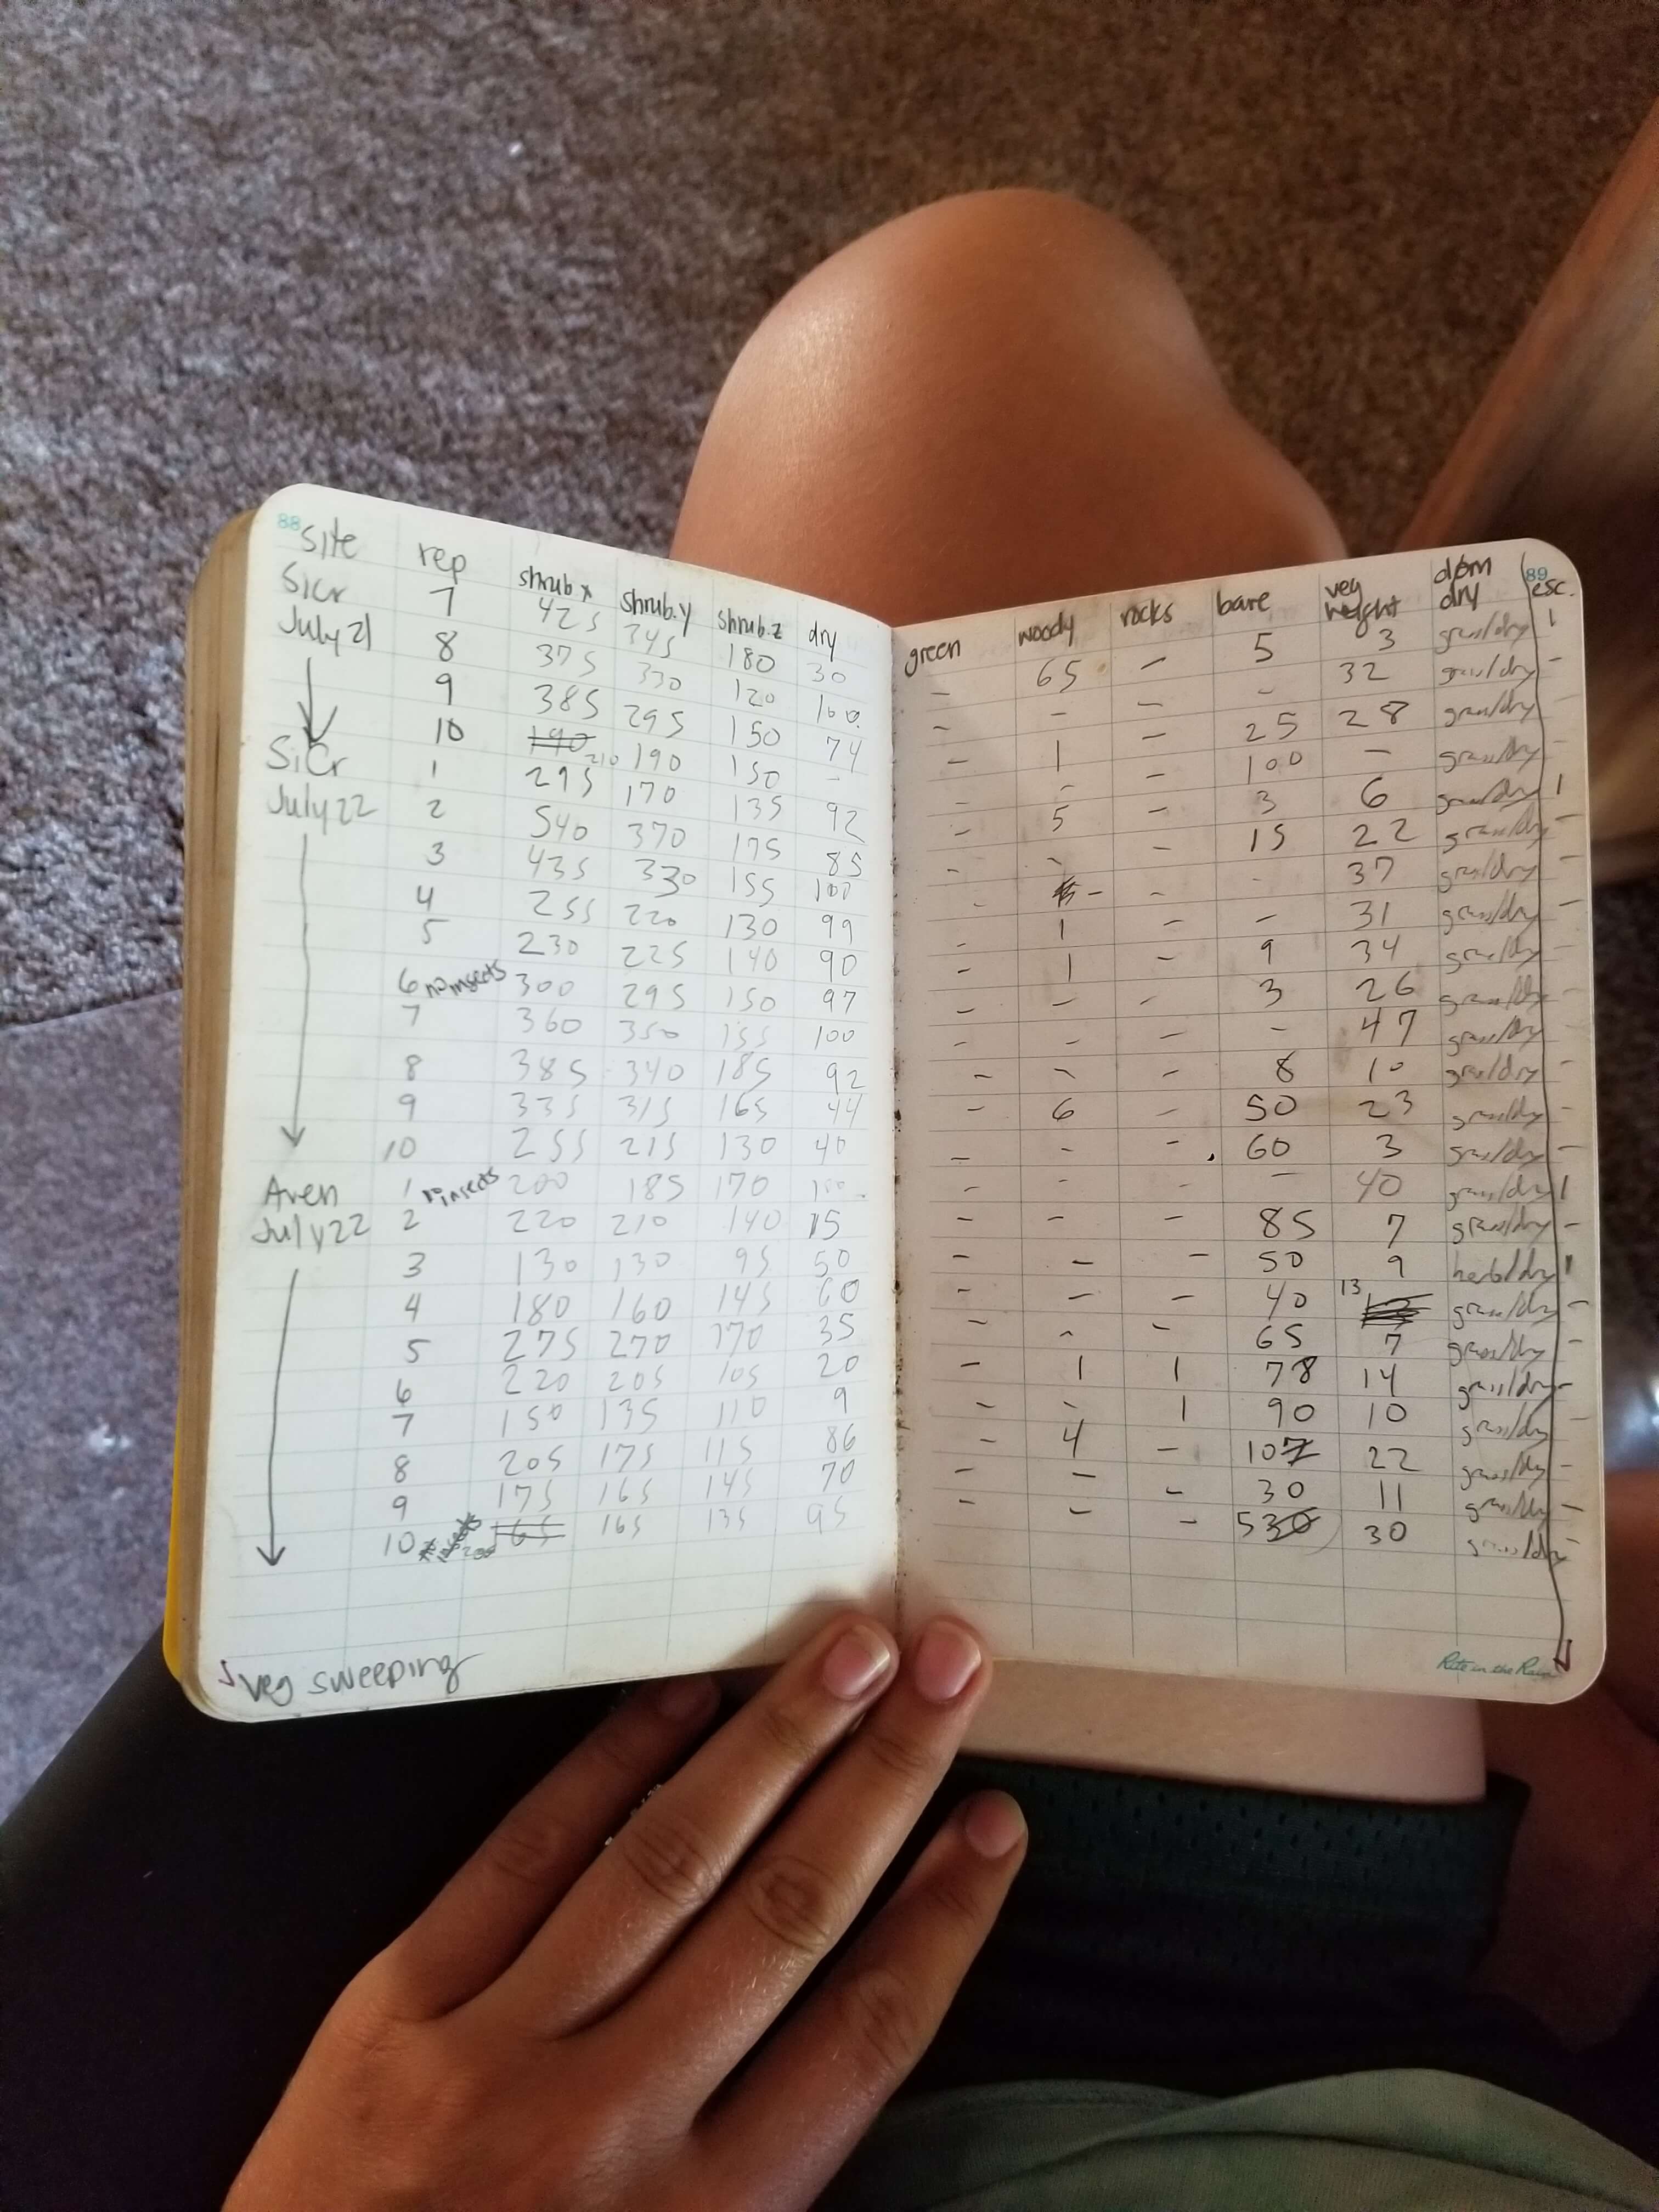 88 89
site rep shrub.x shrub.y shrub.z dry green woody rocks bare veg height dom dry esc.
SiCr July 21 7 425 345 180 30 - 65 - 5 3 grass/dry 1
8 375 330 120 100 - - - - 32 grass/dry -
9 385 295 150 74 - 1 - 25 28 grass/dry -
10 190 210 190 150 - - - - 100 - grass/dry -
SiCr July 22 1 295 170 135 92 - 5 - 3 6 grass/dry 1
2 540 370 175 85 - - - 15 22 grass/dry -
3 435 330 155 100 - - - - 37 grass/dry -
4 255 220 130 99 - 1 - - 31 grass/dry -
5 230 225 140 90 - 1 - 9 34 grass/dry -
6 no insects 300 295 150 97 - - - 3 26 grass/dry -
7 360 350 155 100 - - - - 47 grass/dry -
8 385 340 185 92 - - - 8 10 grass/dry -
9 335 315 165 44 - 6 - 50 23 grass/dry -
10 255 215 130 40 - - - 60 3 grass/dry -
Aven July 22 1 no insects 200 185 170 100 - - - - 40 grass/dry 1
2 220 210 140 15 - - - 85 7 grass/dry -
3 130 130 95 50 - - - 50 9 herb/dry 1
4 180 160 145 60 - - - 40 13 grass/dry -
5 275 270 170 35 - - - 65 7 grass/dry -
6 220 205 105 20 - 1 1 78 14 grass/dry -
7 150 135 110 9 - - 1 90 10 grass/dry -
8 205 175 115 86 - 4 - 10 22 grass/dry -
9 175 165 145 70 - - - 30 11 grass/dry -
10 165 165 135 95 - - - 5 30 grass/dry -
veg sweeping
Rite in the Rain